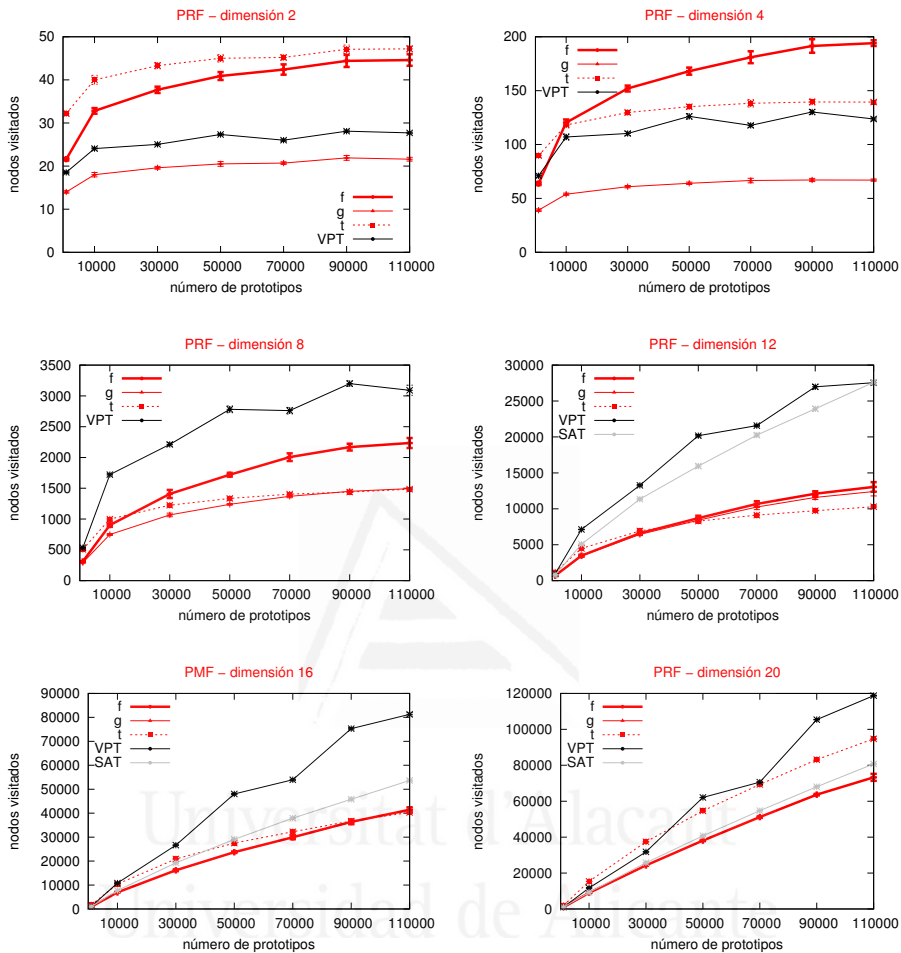 PRF – dimensión 2
nodos visitados
50
40
30
20
10
0
f
g
t
VPT
10000 30000 50000 70000 90000 110000
número de prototipos
PRF – dimensión 4
nodos visitados
200
150
100
50
0
f
g
t
VPT
10000 30000 50000 70000 90000 110000
número de prototipos
PRF – dimensión 8
nodos visitados
3500
3000
2500
2000
1500
1000
500
0
f
g
t
VPT
10000 30000 50000 70000 90000 110000
número de prototipos
PRF – dimensión 12
nodos visitados
30000
25000
20000
15000
10000
5000
0
f
g
t
VPT
SAT
10000 30000 50000 70000 90000 110000
número de prototipos
PMF – dimensión 16
nodos visitados
90000
80000
70000
60000
50000
40000
30000
20000
10000
0
f
g
t
VPT
SAT
10000 30000 50000 70000 90000 110000
número de prototipos
PRF – dimensión 20
nodos visitados
120000
100000
80000
60000
40000
20000
0
f
g
t
VPT
SAT
10000 30000 50000 70000 90000 110000
número de prototipos
Universitat d'Alacant
Universidad de Alicante